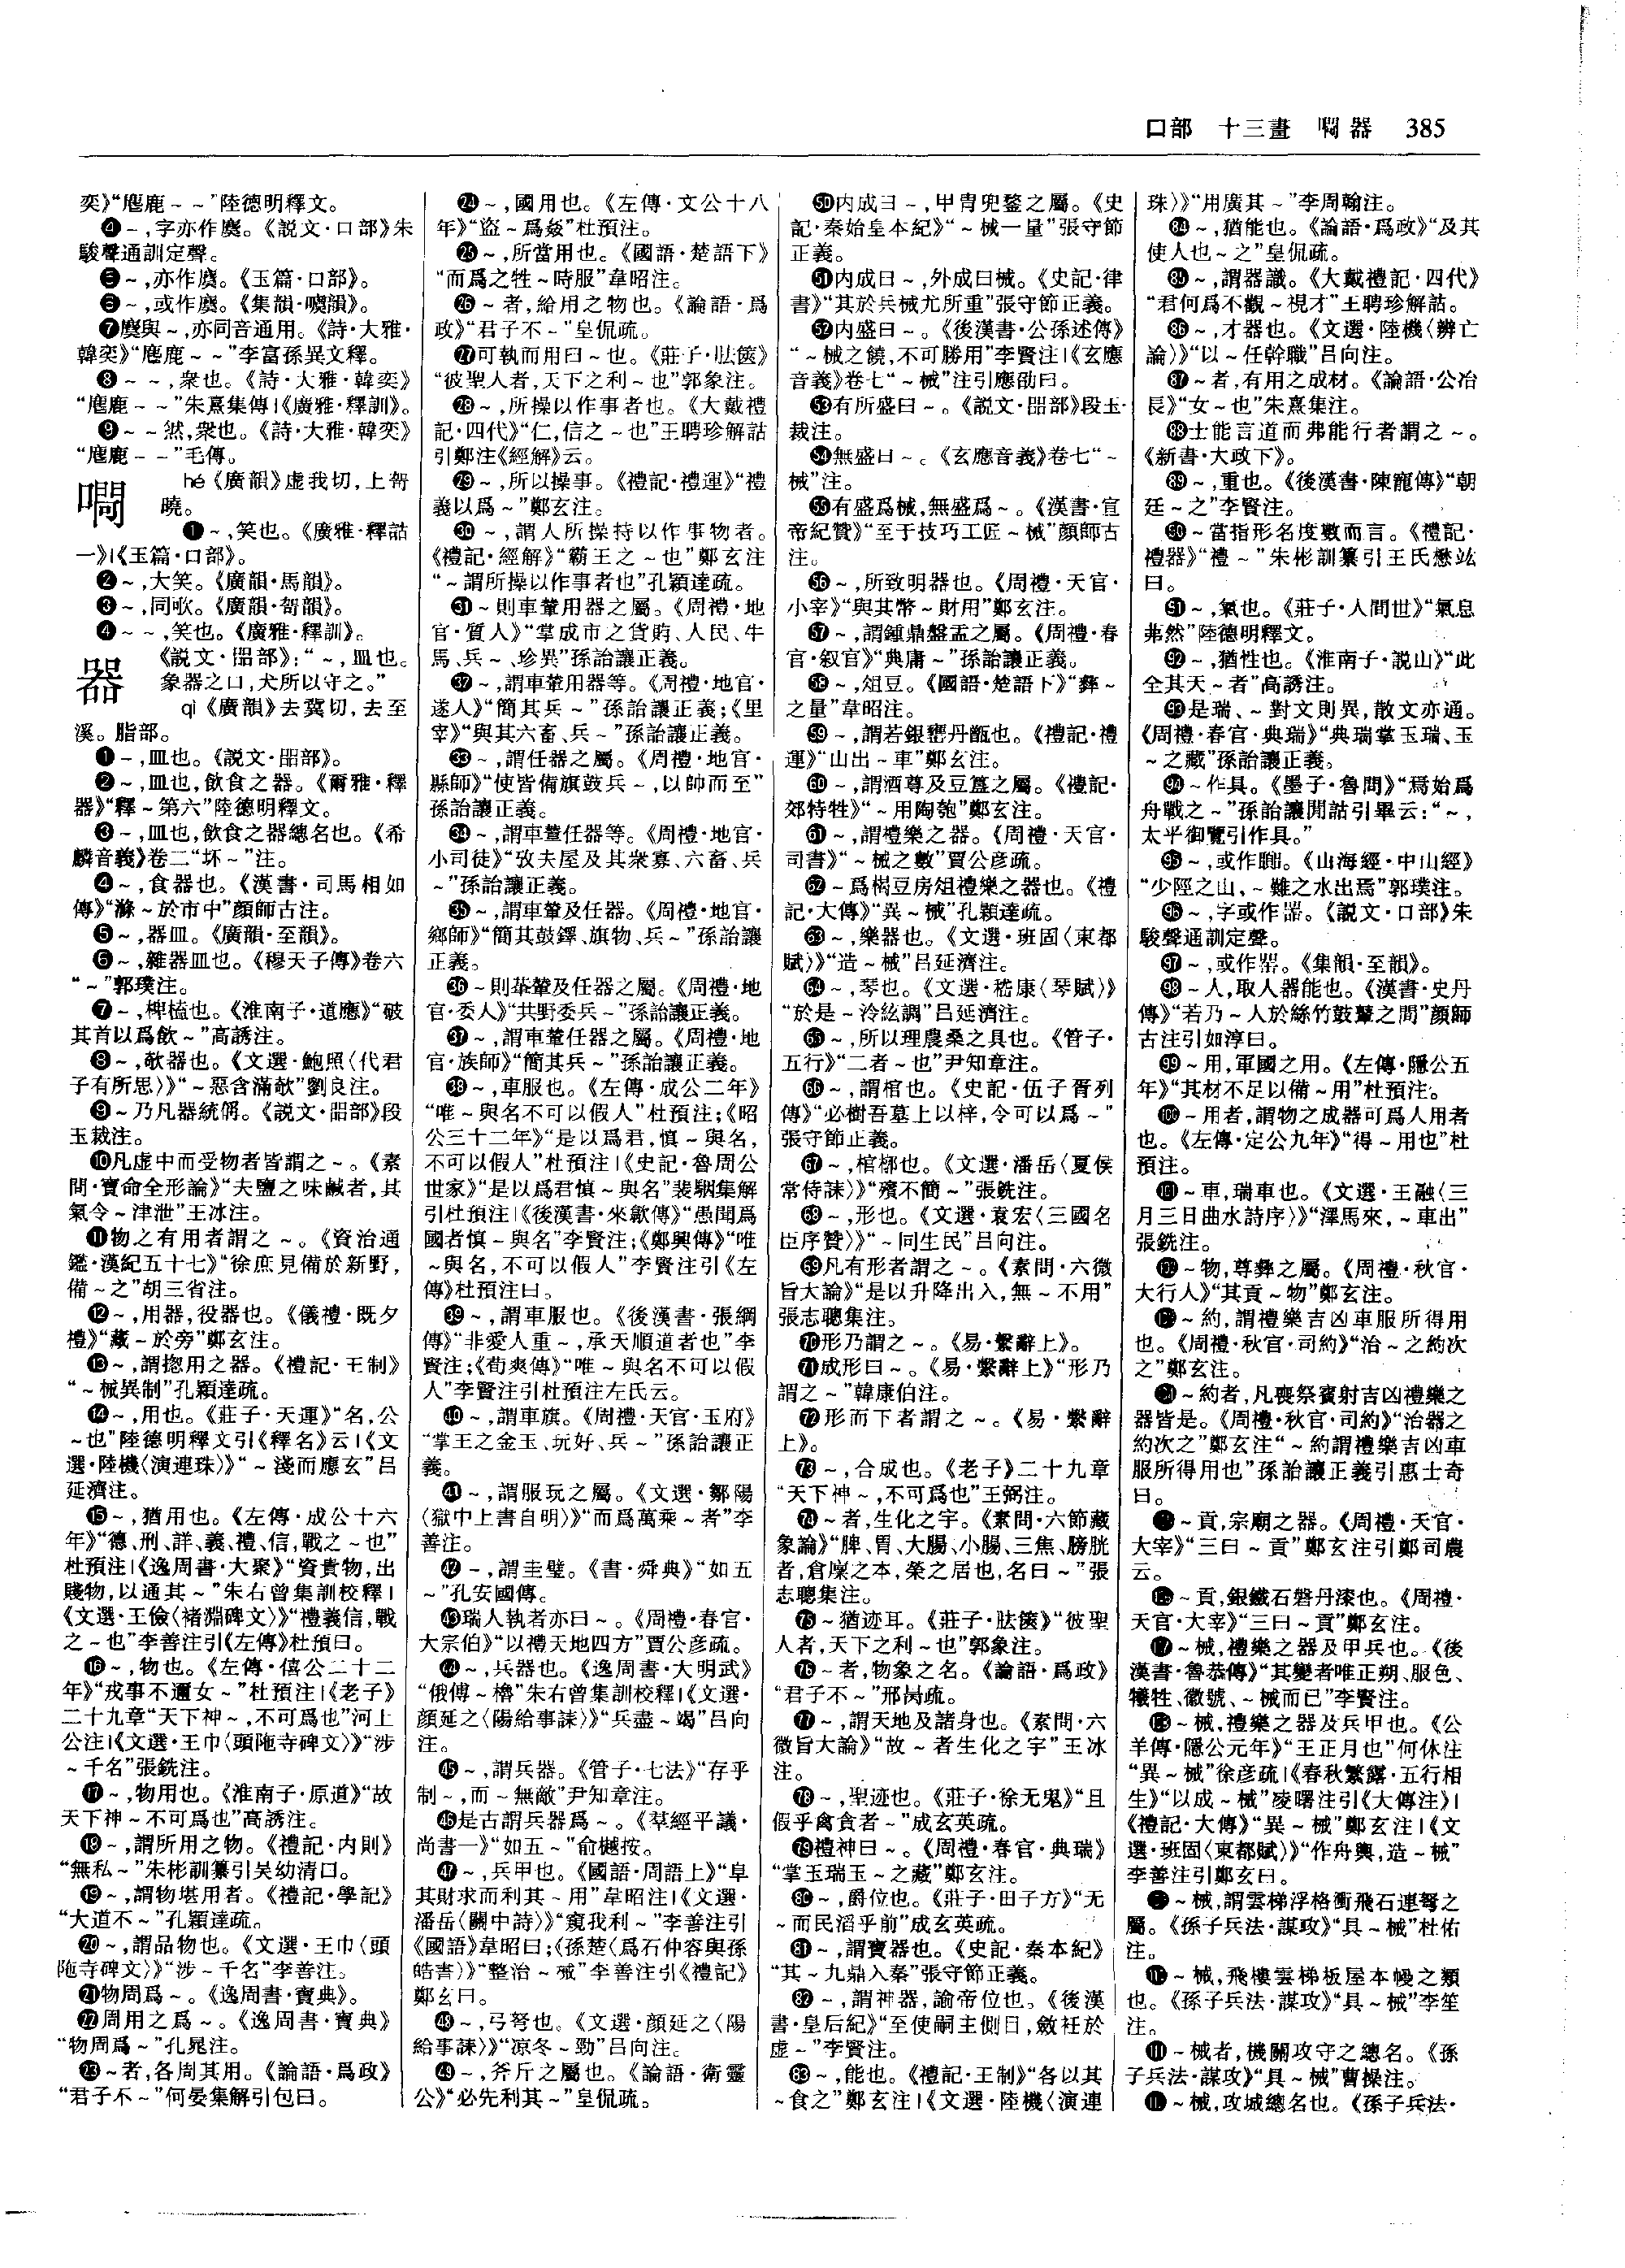 口部 十三畫 㗿器 385
奕》“麀鹿～～”陸德明釋文。
❹～,字亦作麌。《説文·口部》朱
駿聲通訓定聲。
❺～,亦作麌。《玉篇·口部》。
～,或作麌。《集韻·噳韻》。
❼麌與～,亦同音通用。《詩·大雅·
韓奕》“麀鹿～～”李富孫異文釋。
❽～～,衆也。《詩·大雅·韓奕》
“麀鹿～～”朱熹集傳|《廣雅·釋訓》。
❾～～然,衆也。《詩·大雅·韓奕》
“麀鹿～～”毛傳。
hé《廣韻》虚我切,上哿
曉。
❶～,笑也。《廣雅·釋詁
一》|《玉篇·口部》。
❷～,大笑。《廣韻·馬韻》。
❸～,同㰤。《廣韻·哿韻》。
❹～～,笑也。《廣雅·釋訓》。
器
《説文·㗊部》:“～,皿也。
象器之口,犬所以守之。”
qì《廣韻》去冀切,去至
溪。脂部。
❶～,皿也。《説文·㗊部》。
❷～,皿也,飲食之器。《爾雅·釋
器》“釋～第六”陸德明釋文。
❸～,皿也,飲食之器總名也。《希
麟音義》卷二“坏～”注。
❹～,食器也。《漢書·司馬相如
傳》“滌～於市中”顔師古注。
❺～,器皿。《廣韻·至韻》。
❻～,雜器皿也。《穆天子傳》卷六
“～”郭璞注。
❼～,椑榼也。《淮南子·道應》“破
其首以爲飲～”高誘注。
❽～,欹器也。《文選·鮑照〈代君
子有所思〉》“～惡含滿欹”劉良注。
❾～乃凡器統偁。《説文·㗊部》段
玉裁注。
❿凡虚中而受物者皆謂之～。《素
問·寶命全形論》“夫鹽之味鹹者,其
氣令～津泄”王冰注。
⓫物之有用者謂之～。《資治通
鑑·漢紀五十七》“徐庶見備於新野,
備～之”胡三省注。
⓬～,用器,役器也。《儀禮·既夕
禮》“藏～於旁”鄭玄注。
⓭～,謂揔用之器。《禮記·王制》
“～械異制”孔穎達疏。
⓮～,用也。《莊子·天運》“名,公
～也”陸德明釋文引《釋名》云|《文
選·陸機〈演連珠〉》“～淺而應玄”吕
延濟注。
⓯～,猶用也。《左傳·成公十六
年》“德、刑、詳、義、禮、信,戰之～也”
杜預注|《逸周書·大聚》“資貴物,出
賤物,以通其～”朱右曾集訓校釋|
《文選·王儉〈褚淵碑文〉》“禮義信,戰
之～也”李善注引《左傳》杜預曰。
⓰～,物也。《左傳·僖公二十二
年》“戎事不邇女～”杜預注|《老子》
二十九章“天下神～,不可爲也”河上
公注|《文選·王巾〈頭陁寺碑文〉》“涉
～千名”張銑注。
⓱～,物用也。《淮南子·原道》“故
天下神～不可爲也”高誘注。
⓲～,謂所用之物。《禮記·内則》
“無私～”朱彬訓纂引吴幼清曰。
⓳～,謂物堪用者。《禮記·學記》
“大道不～”孔穎達疏。
⓴～,謂品物也。《文選·王巾〈頭
陁寺碑文〉》“涉～千名”李善注。
㉑物周爲～。《逸周書·寶典》。
㉒周用之爲～。《逸周書·寶典》
“物周爲～”孔晁注。
㉓～者,各周其用。《論語·爲政》
“君子不～”何晏集解引包曰。
㉔～,國用也。《左傳·文公十八
年》“盜～爲姦”杜預注。
㉕～,所當用也。《國語·楚語下》
“而爲之牲～時服”韋昭注。
㉖～者,給用之物也。《論語·爲
政》“君子不～”皇侃疏。
㉗可執而用曰～也。《莊子·胠篋》
“彼聖人者,天下之利～也”郭象注。
㉘～,所操以作事者也。《大戴禮
記·四代》“仁,信之～也”王聘珍解詁
引鄭注《經解》云。
㉙～,所以操事。《禮記·禮運》“禮
義以爲～”鄭玄注。
㉚～,謂人所操持以作事物者。
《禮記·經解》“霸王之～也”鄭玄注
“～謂所操以作事者也”孔穎達疏。
㉛～則車輦用器之屬。《周禮·地
官·質人》“掌成市之貨賄、人民、牛
馬、兵～、珍異”孫詒讓正義。
㉜～,謂車輦用器等。《周禮·地官·
遂人》“簡其兵～”孫詒讓正義;《里
宰》“與其六畜、兵～”孫詒讓正義。
㉝～,謂任器之屬。《周禮·地官·
縣師》“使皆備旗鼓兵～,以帥而至”
孫詒讓正義。
㉞～,謂車輦任器等。《周禮·地官·
小司徒》“攷夫屋及其衆寡、六畜、兵
～”孫詒讓正義。
㉟～,謂車輦及任器。《周禮·地官·
鄉師》“簡其鼓鐸、旗物、兵～”孫詒讓
正義。
㊱～則輂輦及任器之屬。《周禮·地
官·委人》“共野委兵～”孫詒讓正義。
㊲～,謂車輦任器之屬。《周禮·地
官·族師》“簡其兵～”孫詒讓正義。
㊳～,車服也。《左傳·成公二年》
“唯～與名不可以假人”杜預注;《昭
公三十二年》“是以爲君,慎～與名,
不可以假人”杜預注|《史記·魯周公
世家》“是以爲君慎～與名”裴駰集解
引杜預注|《後漢書·來歙傳》“愚聞爲
國者慎～與名”李賢注;《鄭興傳》“唯
～與名,不可以假人”李賢注引《左
傳》杜預注曰。
㊴～,謂車服也。《後漢書·張綱
傳》“非愛人重～,承天順道者也”李
賢注;《荀爽傳》“唯～與名不可以假
人”李賢注引杜預注左氏云。
㊵～,謂車旗。《周禮·天官·玉府》
“掌王之金玉、玩好、兵～”孫詒讓正
義。
㊶～,謂服玩之屬。《文選·鄒陽
〈獄中上書自明〉》“而爲萬乘～者”李
善注。
㊷～,謂圭璧。《書·舜典》“如五
～”孔安國傳。
㊸瑞人執者亦曰～。《周禮·春官·
大宗伯》“以禮天地四方”賈公彦疏。
㊹～,兵器也。《逸周書·大明武》
“俄傅～櫓”朱右曾集訓校釋|《文選·
顔延之〈陽給事誄〉》“兵盡～竭”吕向
注。
㊺～,謂兵器。《管子·七法》“存乎
制～,而～無敵”尹知章注。
㊻是古謂兵器爲～。《羣經平議·
尚書一》“如五～”俞樾按。
㊼～,兵甲也。《國語·周語上》“阜
其財求而利其～用”韋昭注|《文選·
潘岳〈關中詩〉》“窺我利～”李善注引
《國語》韋昭曰;《孫楚〈爲石仲容與孫
皓書〉》“整治～械”李善注引《禮記》
鄭玄曰。
㊽～,弓弩也。《文選·顔延之〈陽
給事誄〉》“凉冬～勁”吕向注。
㊾～,斧斤之屬也。《論語·衛靈
公》“必先利其～”皇侃疏。
㊿内成曰～,甲胄兜鍪之屬。《史
記·秦始皇本紀》“～械一量”張守節
正義。
51内成曰～,外成曰械。《史記·律
書》“其於兵械尤所重”張守節正義。
52内盛曰～。《後漢書·公孫述傳》
“～械之饒,不可勝用”李賢注|《玄應
音義》卷七“～械”注引應劭曰。
53有所盛曰～。《説文·㗊部》段玉
裁注。
54無盛曰～。《玄應音義》卷七“～
械”注。
55有盛爲械,無盛爲～。《漢書·宣
帝紀贊》“至于技巧工匠～械”顔師古
注。
56～,所致明器也。《周禮·天官·
小宰》“與其幣～財用”鄭玄注。
57～,謂鍾鼎盤盂之屬。《周禮·春
官·叙官》“典庸～”孫詒讓正義。
58～,俎豆。《國語·楚語下》“彝～
之量”韋昭注。
59～,謂若銀甕丹甑也。《禮記·禮
運》“山出～車”鄭玄注。
60～,謂酒尊及豆簋之屬。《禮記·
郊特牲》“～用陶匏”鄭玄注。
61～,謂禮樂之器。《周禮·天官·
司書》“～械之數”賈公彦疏。
62～爲楬豆房俎禮樂之器也。《禮
記·大傳》“異～械”孔穎達疏。
63～,樂器也。《文選·班固〈東都
賦〉》“造～械”吕延濟注。
64～,琴也。《文選·嵇康〈琴賦〉》
“於是～泠絃調”吕延濟注。
65～,所以理農桑之具也。《管子·
五行》“二者～也”尹知章注。
66～,謂棺也。《史記·伍子胥列
傳》“必樹吾墓上以梓,令可以爲～”
張守節正義。
67～,棺槨也。《文選·潘岳〈夏侯
常侍誄〉》“殯不簡～”張銑注。
68～,形也。《文選·袁宏〈三國名
臣序贊〉》“～同生民”吕向注。
69凡有形者謂之～。《素問·六微
旨大論》“是以升降出入,無～不用”
張志聰集注。
70形乃謂之～。《易·繫辭上》。
71成形曰～。《易·繫辭上》“形乃
謂之～”韓康伯注。
72形而下者謂之～。《易·繫辭
上》。
73～,合成也。《老子》二十九章
“天下神～,不可爲也”王弼注。
74～者,生化之宇。《素問·六節藏
象論》“脾、胃、大腸、小腸、三焦、膀胱
者,倉廩之本,榮之居也,名曰～”張
志聰集注。
75～猶迹耳。《莊子·胠篋》“彼聖
人者,天下之利～也”郭象注。
76～者,物象之名。《論語·爲政》
“君子不～”邢昺疏。
77～,謂天地及諸身也。《素問·六
微旨大論》“故～者生化之宇”王冰
注。
78～,聖迹也。《莊子·徐无鬼》“且
假乎禽貪者～”成玄英疏。
79禮神曰～。《周禮·春官·典瑞》
“掌玉瑞玉～之藏”鄭玄注。
80～,爵位也。《莊子·田子方》“无
～而民滔乎前”成玄英疏。
81～,謂寶器也。《史記·秦本紀》
“其～九鼎入秦”張守節正義。
82～,謂神器,諭帝位也。《後漢
書·皇后紀》“至使嗣主側目,斂衽於
虚～”李賢注。
83～,能也。《禮記·王制》“各以其
～食之”鄭玄注|《文選·陸機〈演連
珠〉》“用廣其～”李周翰注。
84～,猶能也。《論語·爲政》“及其
使人也～之”皇侃疏。
85～,謂器識。《大戴禮記·四代》
“君何爲不觀～視才”王聘珍解詁。
86～,才器也。《文選·陸機〈辨亡
論〉》“以～任幹職”吕向注。
87～者,有用之成材。《論語·公冶
長》“女～也”朱熹集注。
88士能言道而弗能行者謂之～。
《新書·大政下》。
89～,重也。《後漢書·陳寵傳》“朝
廷～之”李賢注。
90～當指形名度數而言。《禮記·
禮器》“禮～”朱彬訓纂引王氏懋竑
曰。
91～,氣也。《莊子·人間世》“氣息
茀然”陸德明釋文。
92～,猶性也。《淮南子·説山》“此
全其天～者”高誘注。
93是瑞、～對文則異,散文亦通。
《周禮·春官·典瑞》“典瑞掌玉瑞、玉
～之藏”孫詒讓正義。
94～作具。《墨子·魯問》“焉始爲
舟戰之～”孫詒讓閒詁引畢云:“～,
太平御覽引作具。”
95～,或作㗊。《山海經·中山經》
“少陘之山,～難之水出焉”郭璞注。
96～,字或作噐。《説文·口部》朱
駿聲通訓定聲。
97～,或作㗊。《集韻·至韻》。
98～人,取人器能也。《漢書·史丹
傳》“若乃～人於絲竹鼓鼙之間”顔師
古注引如淳曰。
99～用,軍國之用。《左傳·隱公五
年》“其材不足以備～用”杜預注。
100～用者,謂物之成器可爲人用者
也。《左傳·定公九年》“得～用也”杜
預注。
101～車,瑞車也。《文選·王融〈三
月三日曲水詩序〉》“澤馬來,～車出”
張銑注。
～物,尊彝之屬。《周禮·秋官·
大行人》“其貢～物”鄭玄注。
～約,謂禮樂吉凶車服所得用
也。《周禮·秋官·司約》“治～之約次
之”鄭玄注。
～約者,凡喪祭賓射吉凶禮樂之
器皆是。《周禮·秋官·司約》“治器之
約次之”鄭玄注“～約謂禮樂吉凶車
服所得用也”孫詒讓正義引惠士奇
曰。
～貢,宗廟之器。《周禮·天官·
大宰》“三曰～貢”鄭玄注引鄭司農
云。
～貢,銀鐵石磬丹漆也。《周禮·
天官·大宰》“三曰～貢”鄭玄注。
～械,禮樂之器及甲兵也。《後
漢書·魯恭傳》“其變者唯正朔、服色、
犧牲、徽號、～械而已”李賢注。
～械,禮樂之器及兵甲也。《公
羊傳·隱公元年》“王正月也”何休注
“異～械”徐彦疏|《春秋繁露·五行相
生》“以成～械”凌曙注引《大傳注》|
《禮記·大傳》“異～械”鄭玄注|《文
選·班固〈東都賦〉》“作舟輿,造～械”
李善注引鄭玄曰。
～械,謂雲梯浮格衝飛石連弩之
屬。《孫子兵法·謀攻》“具～械”杜佑
注。
～械,飛樓雲梯板屋木幔之類
也。《孫子兵法·謀攻》“具～械”李筌
注。
～械者,機關攻守之總名。《孫
子兵法·謀攻》“具～械”曹操注。
～械,攻城總名也。《孫子兵法·